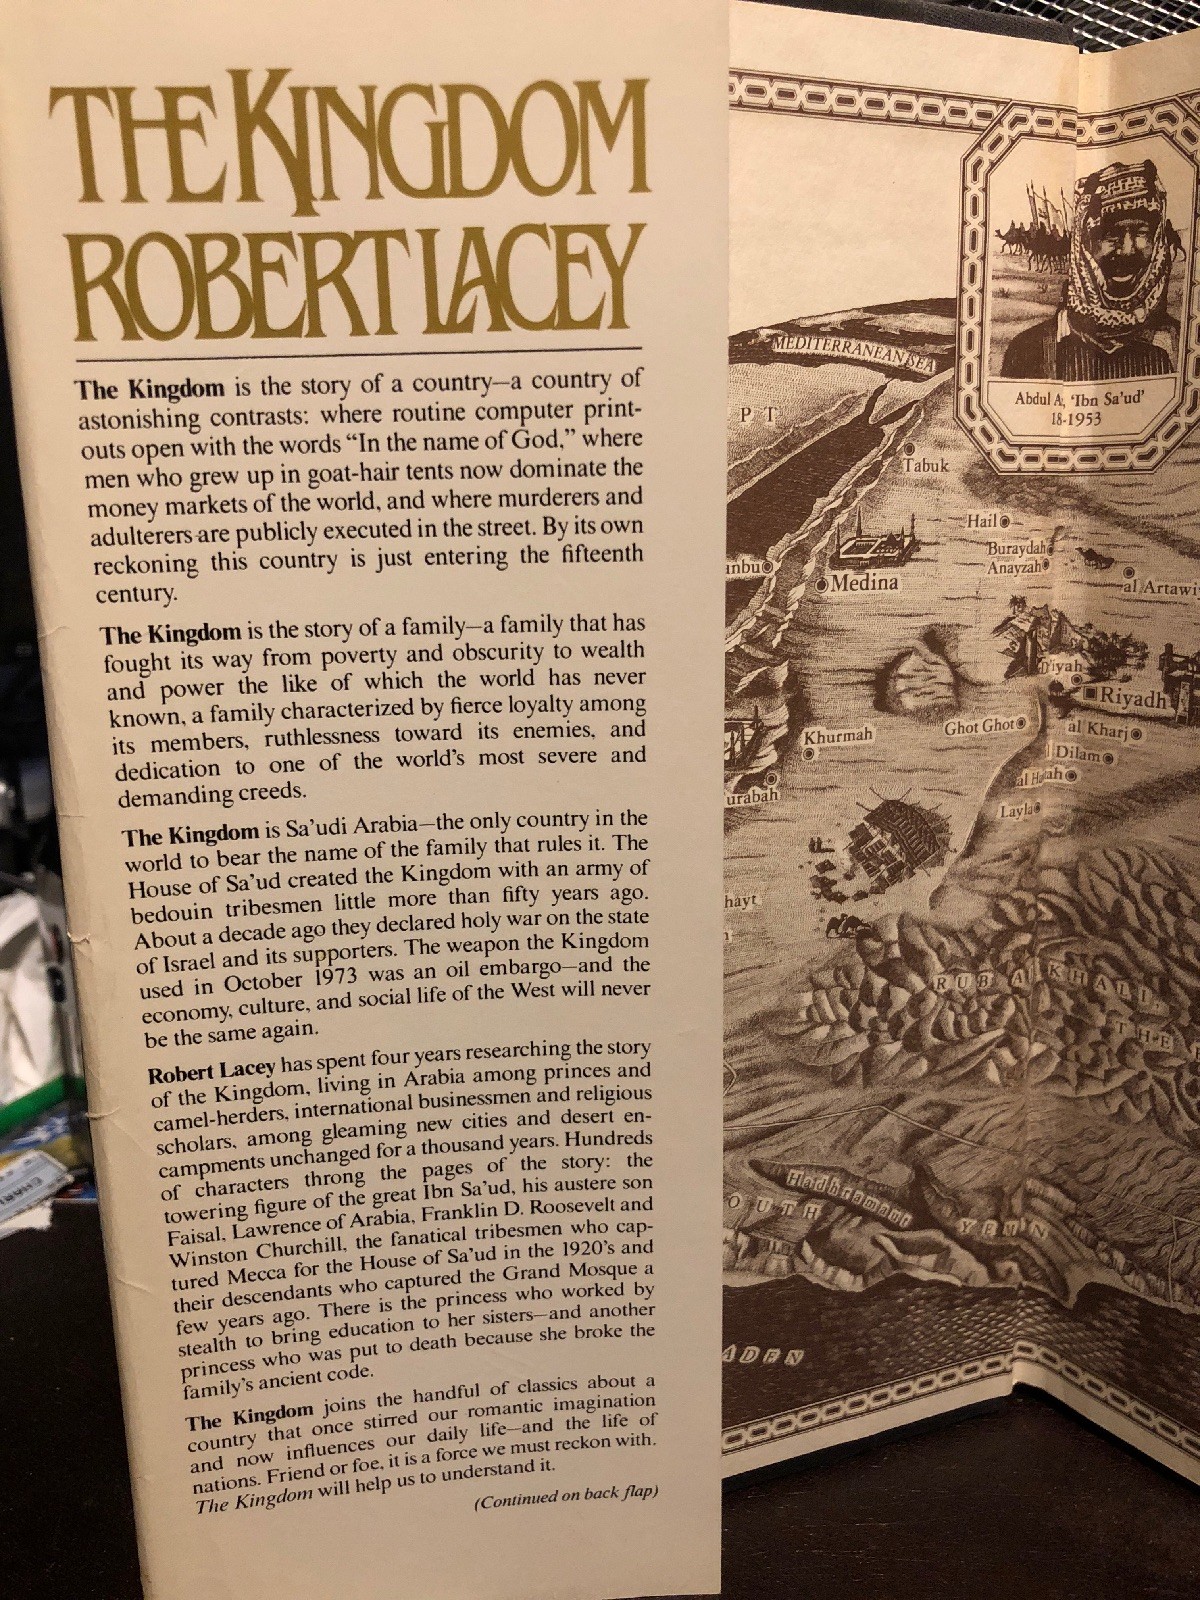 THE KINGDOM
ROBERT LACEY
The Kingdom is the story of a country—a country of
astonishing contrasts: where routine computer print-
outs open with the words “In the name of God,” where
men who grew up in goat-hair tents now dominate the
money markets of the world, and where murderers and
adulterers are publicly executed in the street. By its own
reckoning this country is just entering the fifteenth
century.
The Kingdom is the story of a family—a family that has
fought its way from poverty and obscurity to wealth
and power the like of which the world has never
known, a family characterized by fierce loyalty among
its members, ruthlessness toward its enemies, and
dedication to one of the world’s most severe and
demanding creeds.
The Kingdom is Sa’udi Arabia—the only country in the
world to bear the name of the family that rules it. The
House of Sa’ud created the Kingdom with an army of
bedouin tribesmen little more than fifty years ago.
About a decade ago they declared holy war on the state
of Israel and its supporters. The weapon the Kingdom
used in October 1973 was an oil embargo—and the
economy, culture, and social life of the West will never
be the same again.
Robert Lacey has spent four years researching the story
of the Kingdom, living in Arabia among princes and
camel-herders, international businessmen and religious
scholars, among gleaming new cities and desert en-
campments unchanged for a thousand years. Hundreds
of characters throng the pages of the story: the
towering figure of the great Ibn Sa’ud, his austere son
Faisal, Lawrence of Arabia, Franklin D. Roosevelt and
Winston Churchill, the fanatical tribesmen who cap-
tured Mecca for the House of Sa’ud in the 1920’s and
their descendants who captured the Grand Mosque a
few years ago. There is the princess who worked by
stealth to bring education to her sisters—and another
princess who was put to death because she broke the
family’s ancient code.
The Kingdom joins the handful of classics about a
country that once stirred our romantic imagination
and now influences our daily life—and the life of
nations. Friend or foe, it is a force we must reckon with.
The Kingdom will help us to understand it.
(Continued on back flap)
MEDITERRANEAN SEA
Abdul A, ‘Ibn Sa’ud’
18-1953
P T
Tabuk
Hail
Buraydah
Anayzah
anbu
Medina
al Artawi
D'iyah
Riyadh
Ghot Ghot
al Kharj
Khurmah
Dilam
urabah
Layla
hayt
RUB A KHALI,
THE
Hadhramaut
OUTH
YEMEN
ADEN